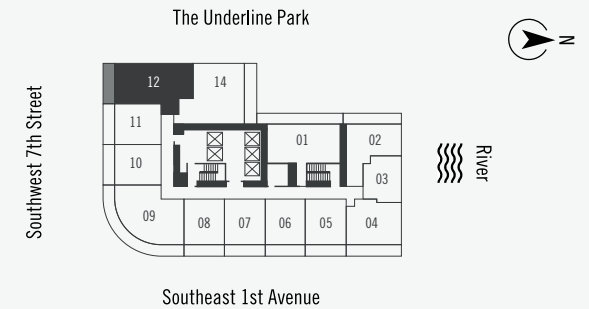 The Underline Park
N
12
14
Southwest 7th Street
11
01
02
River
10
03
09
08
07
06
05
04
Southeast 1st Avenue